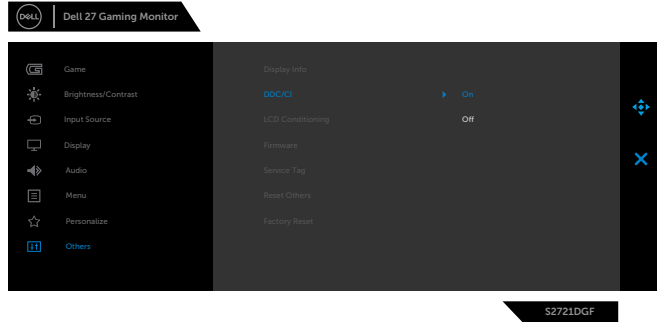 DELL
Dell 27 Gaming Monitor
Game
Display Info
Brightness/Contrast
DDC/CI
On
Input Source
LCD Conditioning
Off
Display
Firmware
Audio
Service Tag
Menu
Reset Others
Personalize
Factory Reset
Others
S2721DGF